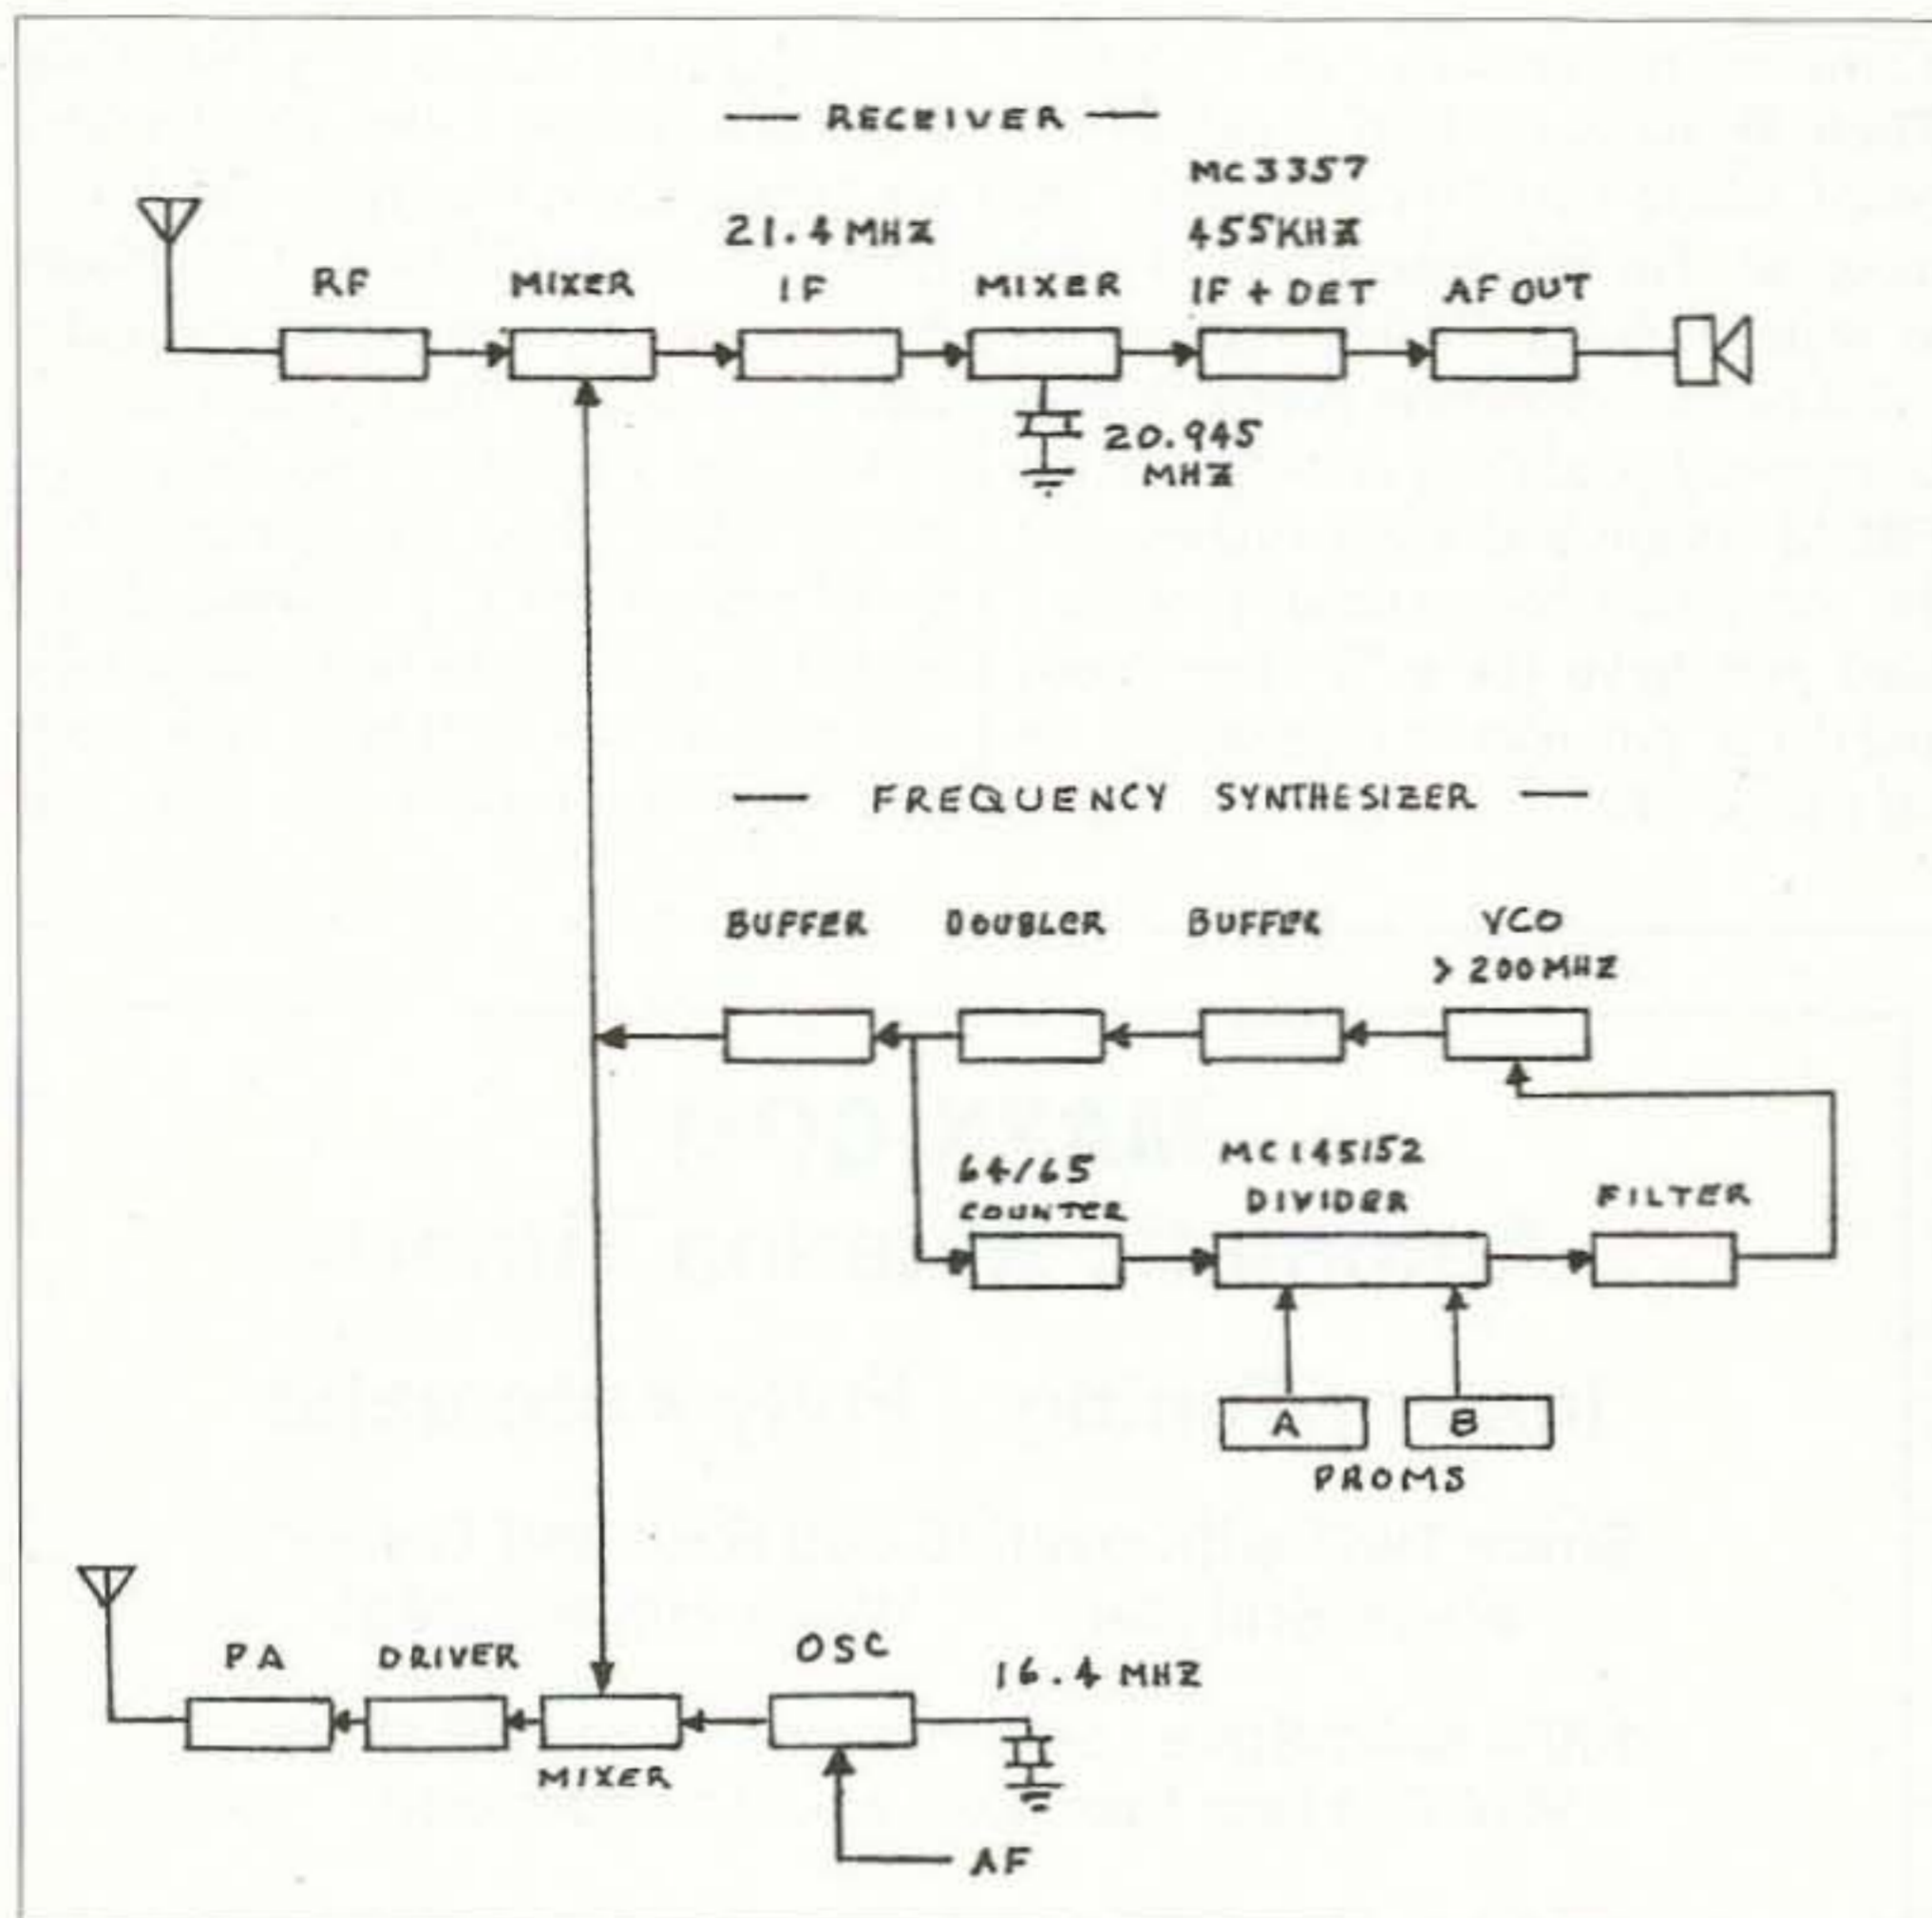 — RECEIVER —
MC3357
21.4 MHZ
455KHZ
RF
MIXER
IF
MIXER
IF + DET
AF OUT
20.945
MHZ
— FREQUENCY SYNTHESIZER —
BUFFER
DOUBLER
BUFFER
VCO
> 200MHZ
64/65
COUNTER
MC145152
DIVIDER
FILTER
A
B
PROMS
PA
DRIVER
OSC
16.4 MHZ
MIXER
AF